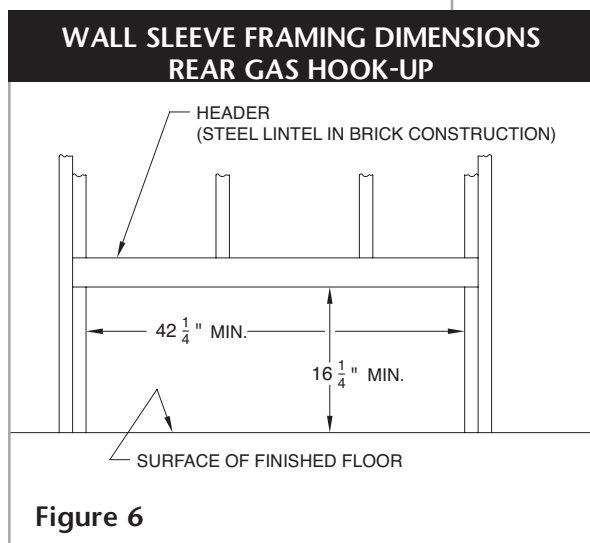 WALL SLEEVE FRAMING DIMENSIONS
REAR GAS HOOK-UP
HEADER
(STEEL LINTEL IN BRICK CONSTRUCTION)
42 1/4 " MIN.
16 1/4 " MIN.
SURFACE OF FINISHED FLOOR
Figure 6